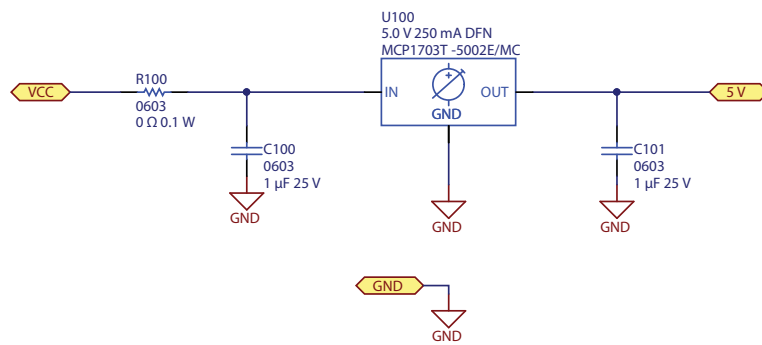 U100
5.0 V 250 mA DFN
MCP1703T -5002E/MC
VCC
R100
0603
0 Ω 0.1 W
IN
OUT
GND
5 V
C100
0603
1 µF 25 V
GND
GND
C101
0603
1 µF 25 V
GND
GND
GND